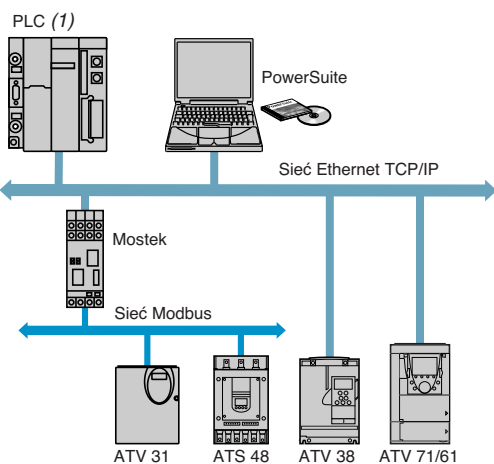 PLC (1)
PowerSuite
Sieć Ethernet TCP/IP
Mostek
Sieć Modbus
ATV 31
ATS 48
ATV 38
ATV 71/61